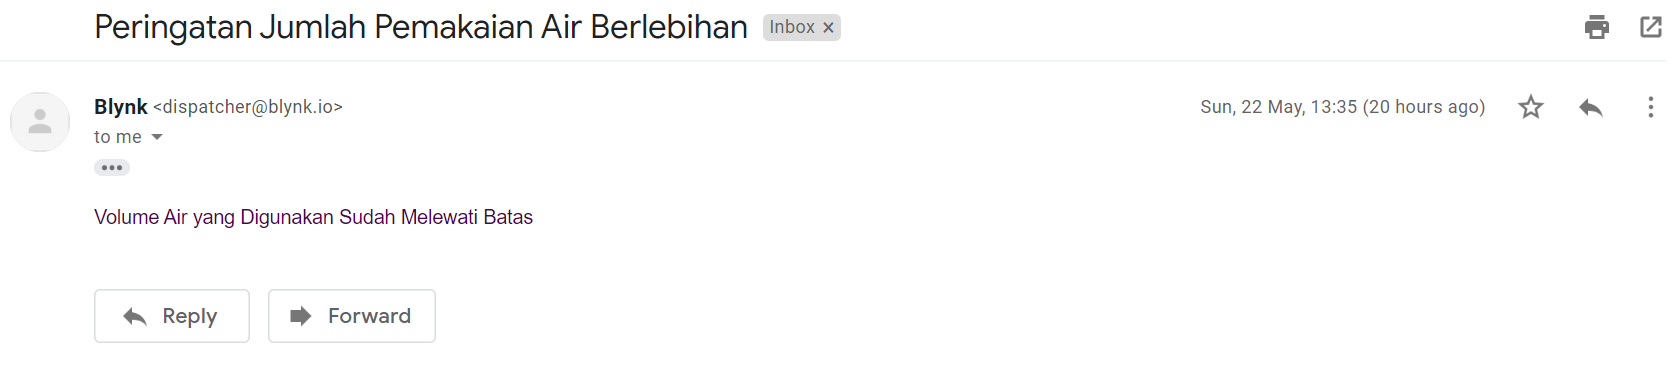 Peringatan Jumlah Pemakaian Air Berlebihan Inbox ×
Blynk <dispatcher@blynk.io> Sun, 22 May, 13:35 (20 hours ago)
to me
Volume Air yang Digunakan Sudah Melewati Batas
Reply Forward